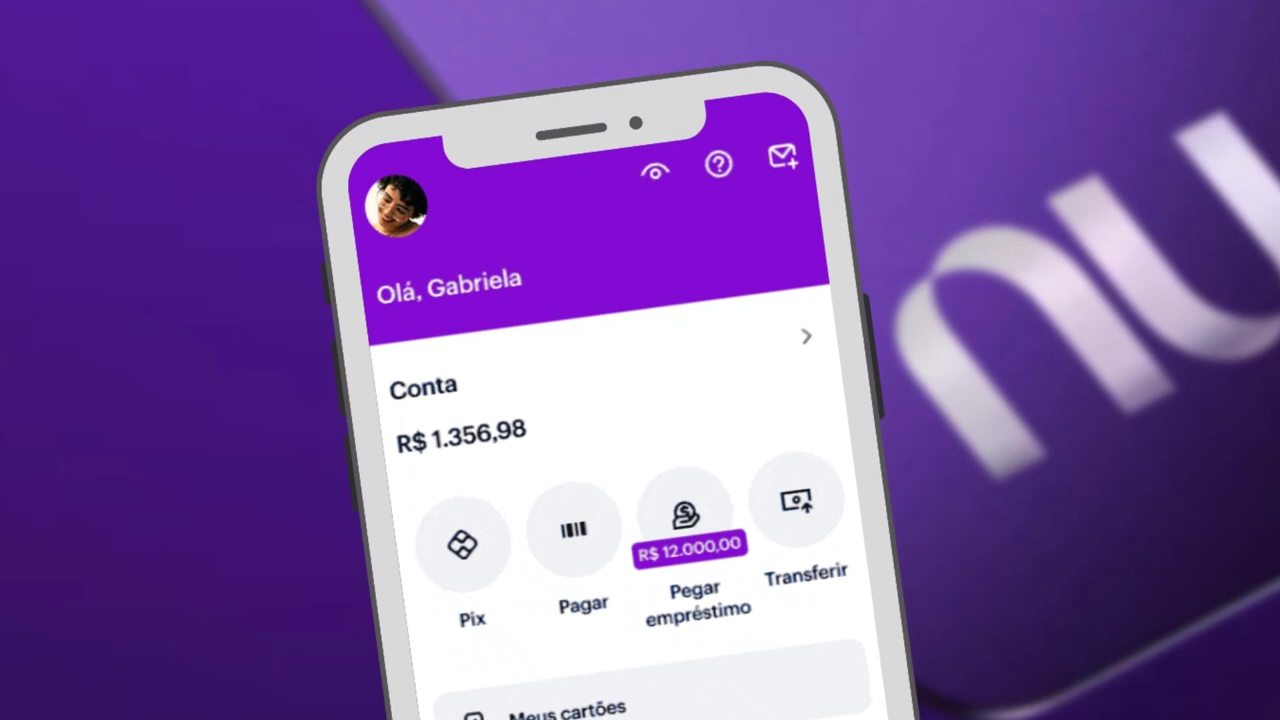 Olá, Gabriela
Conta
R$ 1.356,98
R$ 12.000,00
Pix
Pagar
Pegar
empréstimo
Transferir
Meus cartões
nu